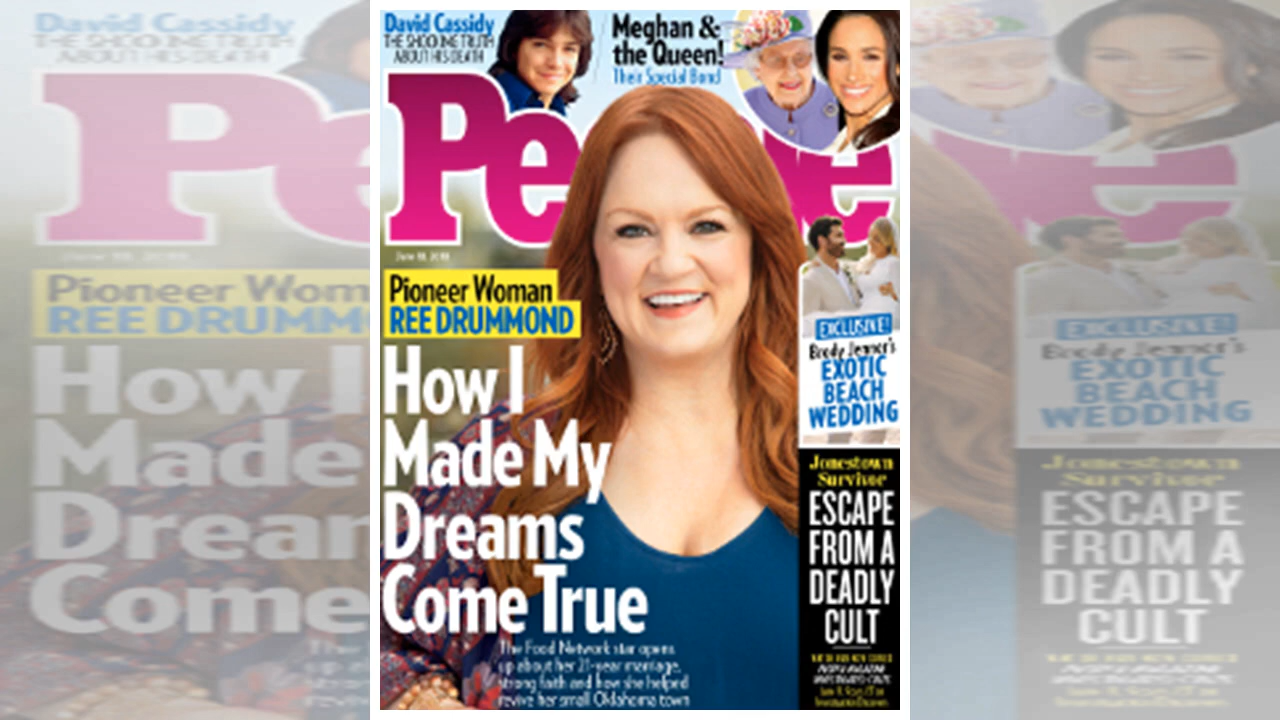 David Cassidy
THE SHOCKING TRUTH
ABOUT HIS DEATH
Meghan &
the Queen!
Their Special Bond
People
Pioneer Woman
REE DRUMMOND
How I
Made My
Dreams
Come True
The Food Network star opens
up about her 21-year marriage,
strong faith and how she helped
revive her small Oklahoma town
EXCLUSIVE!
Brody Jenner's
EXOTIC
BEACH
WEDDING
Jonestown
Survivor
ESCAPE
FROM A
DEADLY
CULT